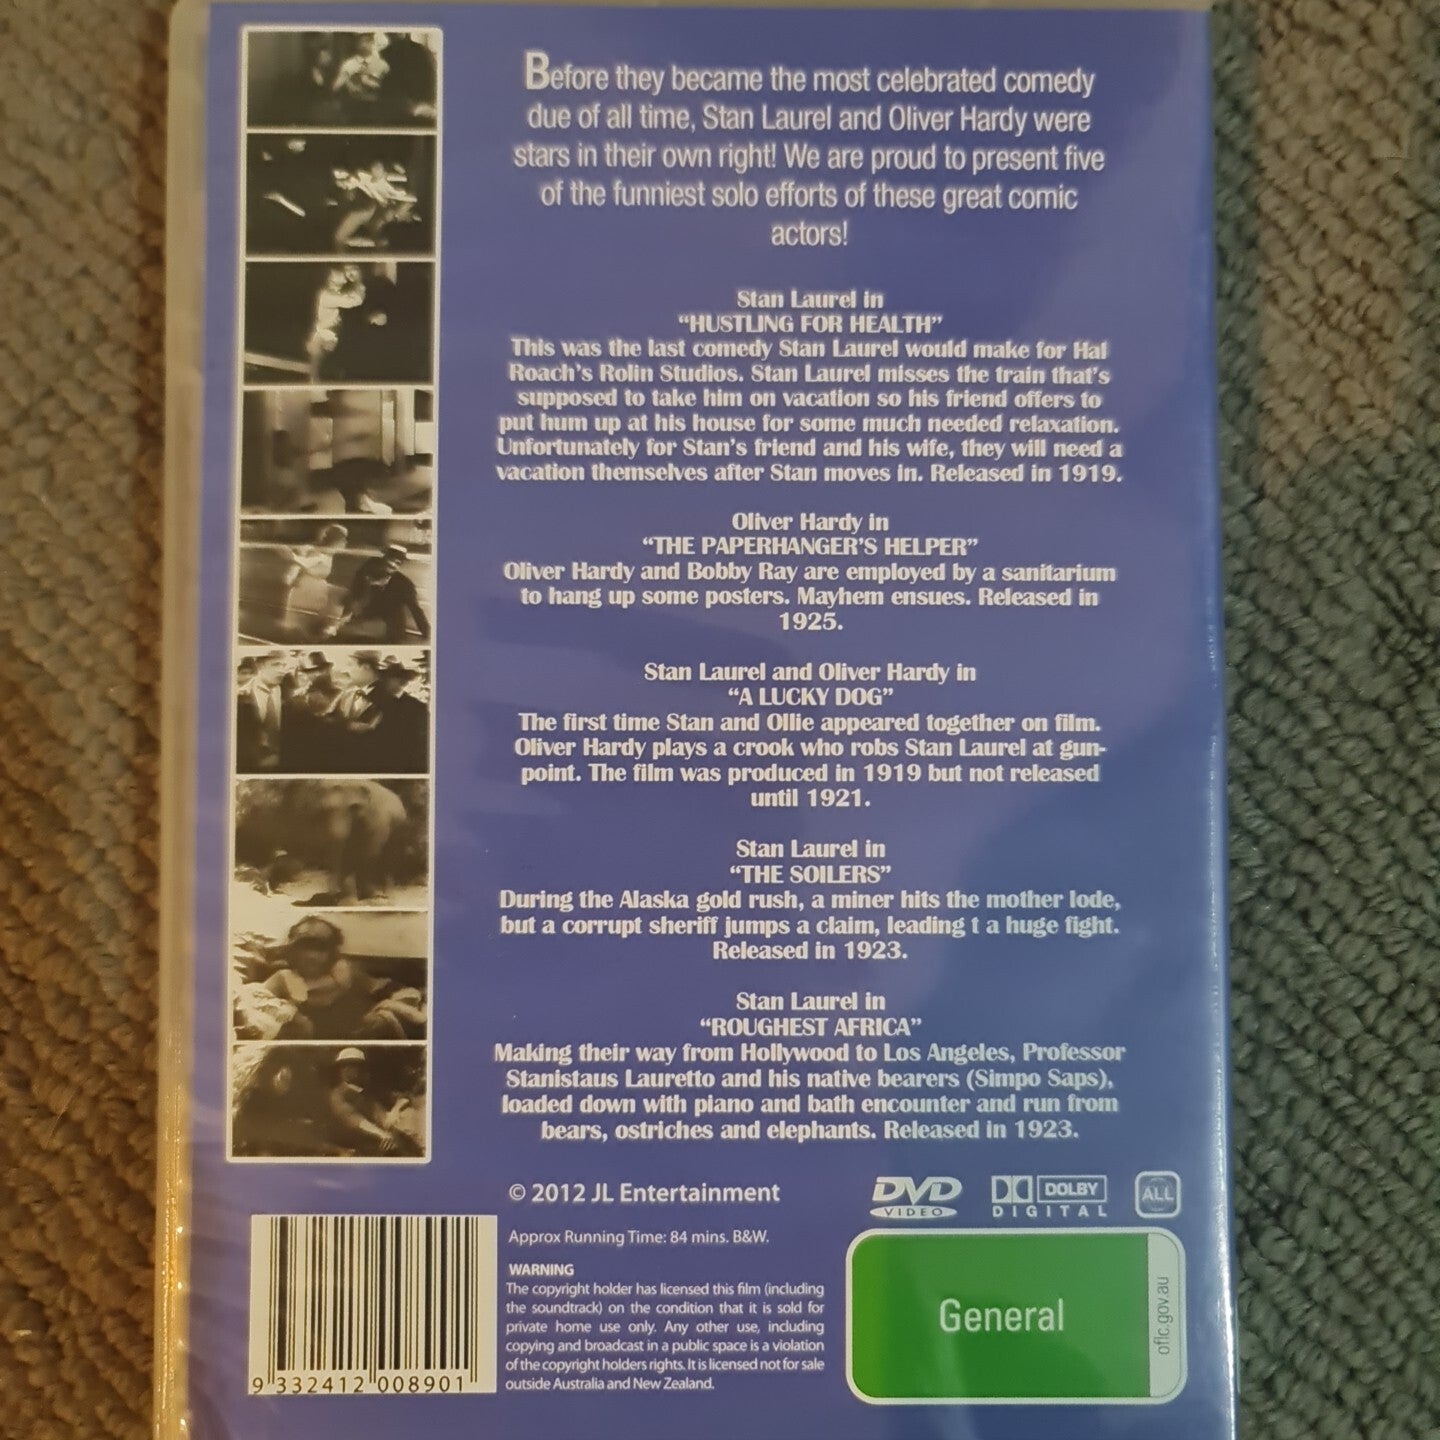 Before they became the most celebrated comedy
due of all time, Stan Laurel and Oliver Hardy were
stars in their own right! We are proud to present five
of the funniest solo efforts of these great comic
actors!
Stan Laurel in
“HUSTLING FOR HEALTH”
This was the last comedy Stan Laurel would make for Hal
Roach’s Rolin Studios. Stan Laurel misses the train that’s
supposed to take him on vacation so his friend offers to
put hum up at his house for some much needed relaxation.
Unfortunately for Stan’s friend and his wife, they will need a
vacation themselves after Stan moves in. Released in 1919.
Oliver Hardy in
“THE PAPERHANGER’S HELPER”
Oliver Hardy and Bobby Ray are employed by a sanitarium
to hang up some posters. Mayhem ensues. Released in
1925.
Stan Laurel and Oliver Hardy in
“A LUCKY DOG”
The first time Stan and Ollie appeared together on film.
Oliver Hardy plays a crook who robs Stan Laurel at gun-
point. The film was produced in 1919 but not released
until 1921.
Stan Laurel in
“THE SOILERS”
During the Alaska gold rush, a miner hits the mother lode,
but a corrupt sheriff jumps a claim, leading t a huge fight.
Released in 1923.
Stan Laurel in
“ROUGHEST AFRICA”
Making their way from Hollywood to Los Angeles, Professor
Stanistaus Lauretto and his native bearers (Simpo Saps),
loaded down with piano and bath encounter and run from
bears, ostriches and elephants. Released in 1923.
© 2012 JL Entertainment
DVD VIDEO
DOLBY DIGITAL
ALL
Approx Running Time: 84 mins. B&W.
WARNING
The copyright holder has licensed this film (including
the soundtrack) on the condition that it is sold for
private home use only. Any other use, including
copying and broadcast in a public space is a violation
of the copyright holders rights. It is licensed not for sale
outside Australia and New Zealand.
General
oflc.gov.au
9 332412 008901